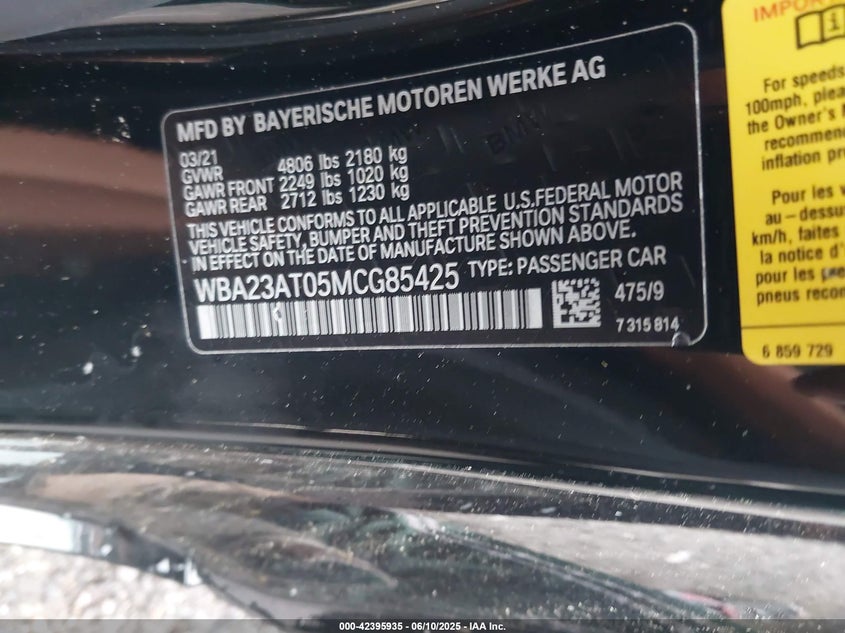 MFD BY BAYERISCHE MOTOREN WERKE AG
03/21
GVWR 4806 lbs 2180 kg
GAWR FRONT 2249 lbs 1020 kg
GAWR REAR 2712 lbs 1230 kg
THIS VEHICLE CONFORMS TO ALL APPLICABLE U.S.FEDERAL MOTOR
VEHICLE SAFETY, BUMPER AND THEFT PREVENTION STANDARDS
IN EFFECT ON THE DATE OF MANUFACTURE SHOWN ABOVE.
WBA23AT05MCG85425 TYPE: PASSENGER CAR
475/9
7 315 814
i
For speeds
100mph, plea
the Owner's
recommen
inflation pr
Pour les v
au-dessu
km/h, faites
la notice d'
pour les
pneus recon
6 859 729
000-42395935 - 06/10/2025 - IAA Inc.